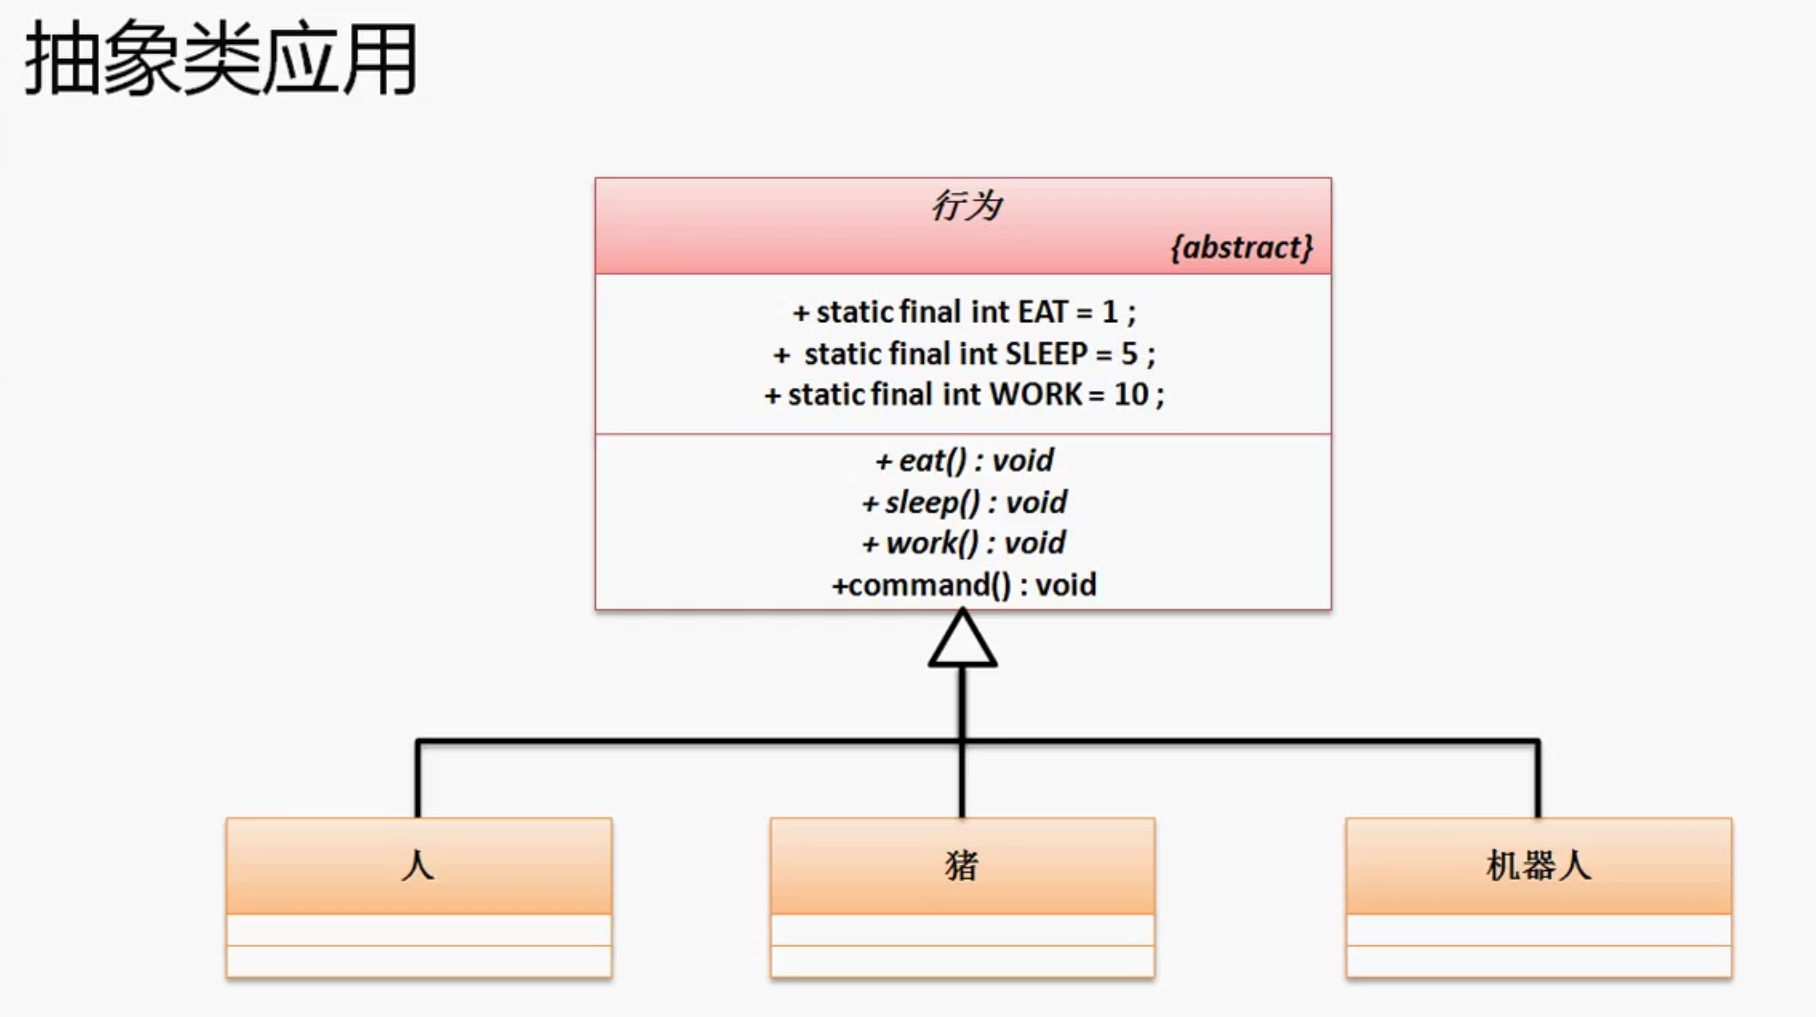 抽象类应用
行为
{abstract}
+ static final int EAT = 1 ;
+ static final int SLEEP = 5 ;
+ static final int WORK = 10 ;
+ eat() : void
+ sleep() : void
+ work() : void
+command() : void
人
猪
机器人